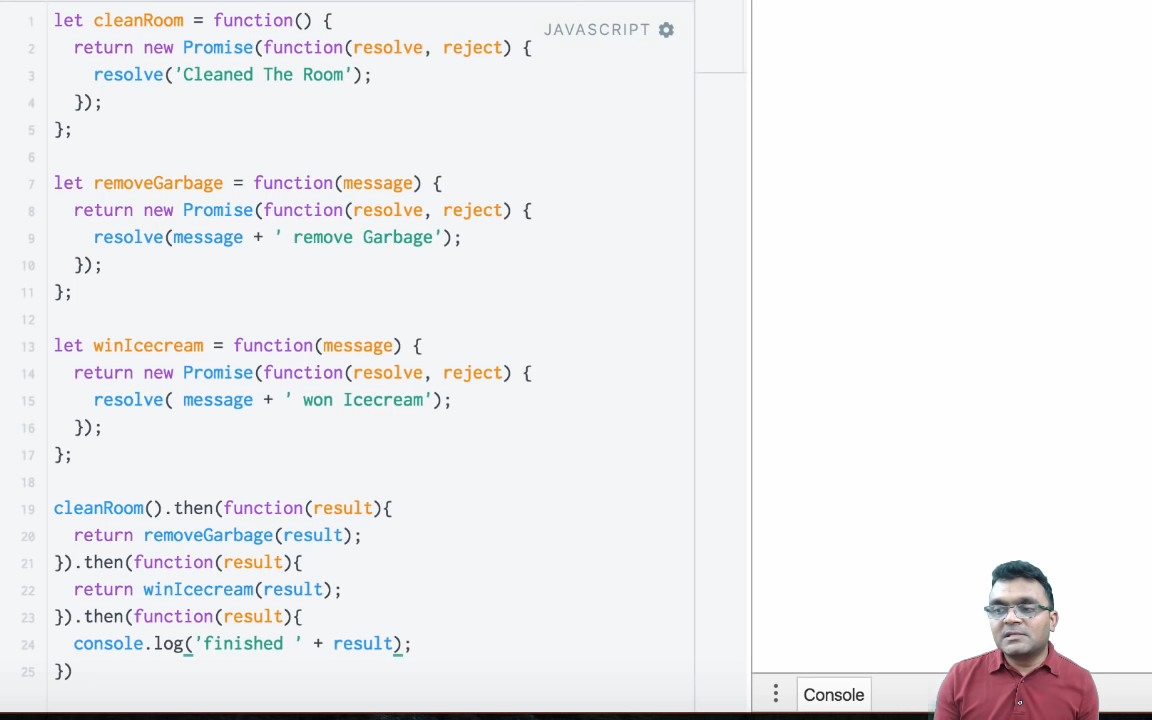 1 let cleanRoom = function() {
JAVASCRIPT
2 return new Promise(function(resolve, reject) {
3 resolve('Cleaned The Room');
4 });
5 };
6
7 let removeGarbage = function(message) {
8 return new Promise(function(resolve, reject) {
9 resolve(message + ' remove Garbage');
10 });
11 };
12
13 let winIcecream = function(message) {
14 return new Promise(function(resolve, reject) {
15 resolve( message + ' won Icecream');
16 });
17 };
18
19 cleanRoom().then(function(result){
20 return removeGarbage(result);
21 }).then(function(result){
22 return winIcecream(result);
23 }).then(function(result){
24 console.log('finished ' + result);
25 })
Console